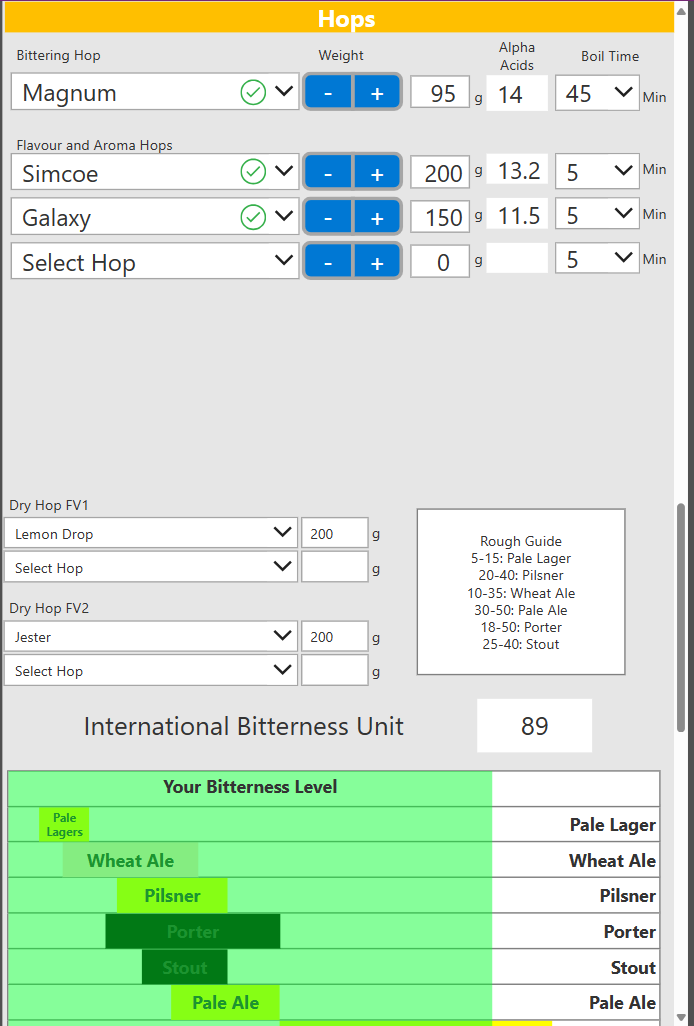 Hops
Bittering Hop Weight Alpha Acids Boil Time
Magnum - + 95 g 14 45 Min
Flavour and Aroma Hops
Simcoe - + 200 g 13.2 5 Min
Galaxy - + 150 g 11.5 5 Min
Select Hop - + 0 g 5 Min
Dry Hop FV1
Lemon Drop 200 g
Select Hop g
Dry Hop FV2
Jester 200 g
Select Hop g
Rough Guide
5-15: Pale Lager
20-40: Pilsner
10-35: Wheat Ale
30-50: Pale Ale
18-50: Porter
25-40: Stout
International Bitterness Unit 89
Your Bitterness Level
Pale Lagers Pale Lager
Wheat Ale Wheat Ale
Pilsner Pilsner
Porter Porter
Stout Stout
Pale Ale Pale Ale